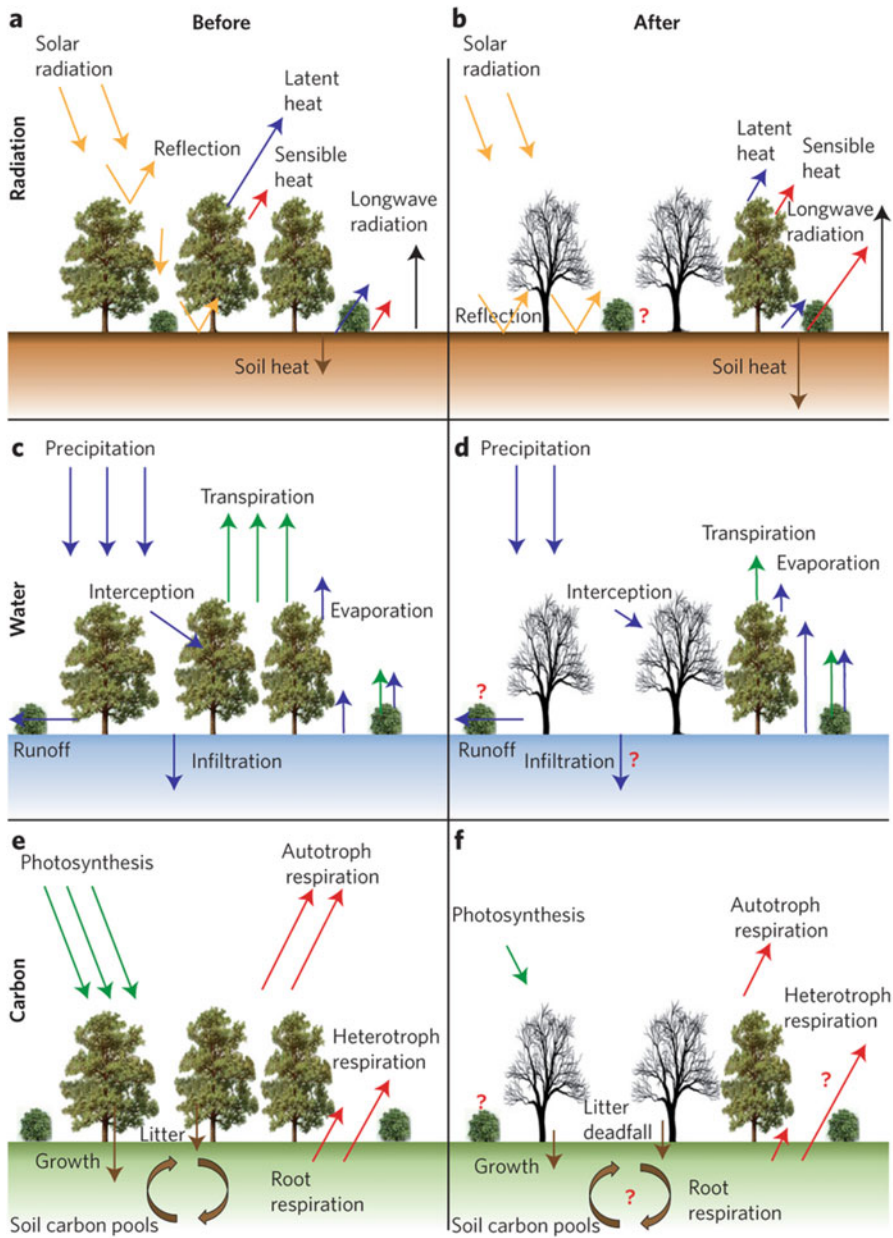 a
Before
b
After
Radiation
Solar
radiation
Reflection
Latent
heat
Sensible
heat
Longwave
radiation
Soil heat
Solar
radiation
Latent
heat
Sensible
heat
Longwave
radiation
Reflection
?
Soil heat
Water
c
Precipitation
Transpiration
Interception
Evaporation
Runoff
Infiltration
d
Precipitation
Transpiration
Evaporation
Interception
?
Runoff
Infiltration
?
Carbon
e
Photosynthesis
Autotroph
respiration
Heterotroph
respiration
Litter
Growth
Root
respiration
Soil carbon pools
f
Photosynthesis
Autotroph
respiration
Heterotroph
respiration
?
?
Litter
deadfall
Growth
?
Root
respiration
Soil carbon pools